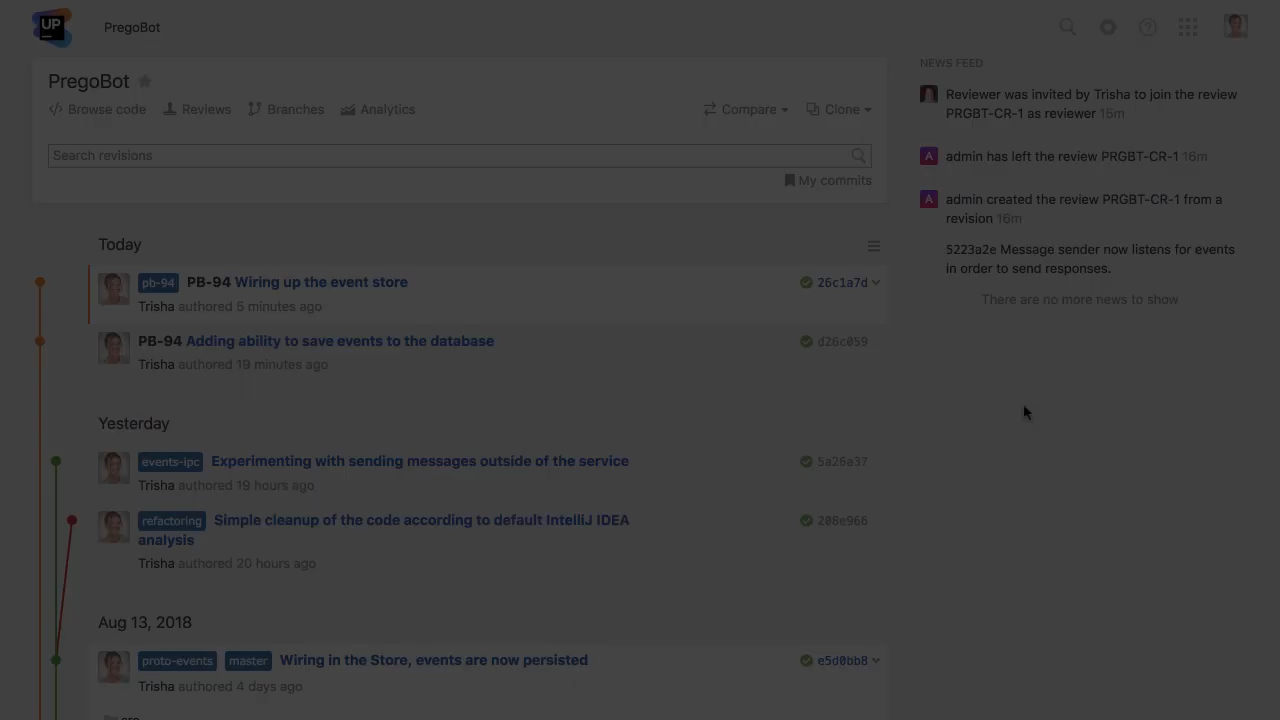 UP
PregoBot
PregoBot
Browse code
Reviews
Branches
Analytics
Compare
Clone
Search revisions
My commits
Today
pb-94 PB-94 Wiring up the event store
26c1a7d
Trisha authored 5 minutes ago
PB-94 Adding ability to save events to the database
d26c059
Trisha authored 19 minutes ago
Yesterday
events-ipc Experimenting with sending messages outside of the service
5a26a37
Trisha authored 19 hours ago
refactoring Simple cleanup of the code according to default IntelliJ IDEA
analysis
208e966
Trisha authored 20 hours ago
Aug 13, 2018
proto-events master Wiring in the Store, events are now persisted
e5d0bb8
Trisha authored 4 days ago
NEWS FEED
Reviewer was invited by Trisha to join the review
PRGBT-CR-1 as reviewer 15m
A admin has left the review PRGBT-CR-1 16m
A admin created the review PRGBT-CR-1 from a
revision 16m
5223a2e Message sender now listens for events
in order to send responses.
There are no more news to show